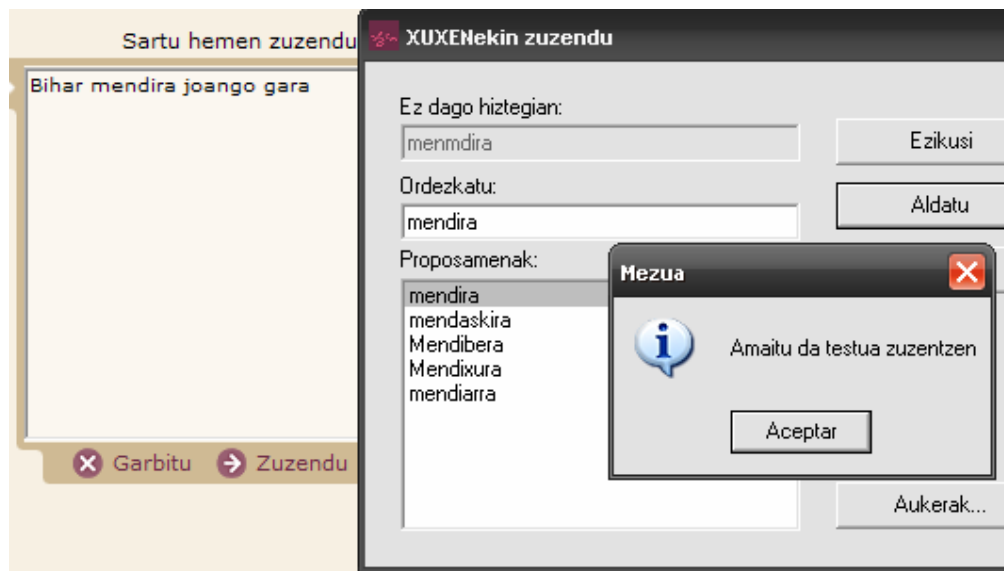 Sartu hemen zuzendu
Bihar mendira joango gara
Garbitu
Zuzendu
XUXENekin zuzendu
Ez dago hiztegian:
menmdira
Ezikusi
Ordezkatu:
mendira
Aldatu
Proposamenak:
mendira
mendaskira
Mendibera
Mendixura
mendiarra
Mezua
Amaitu da testua zuzentzen
Aceptar
Aukerak...